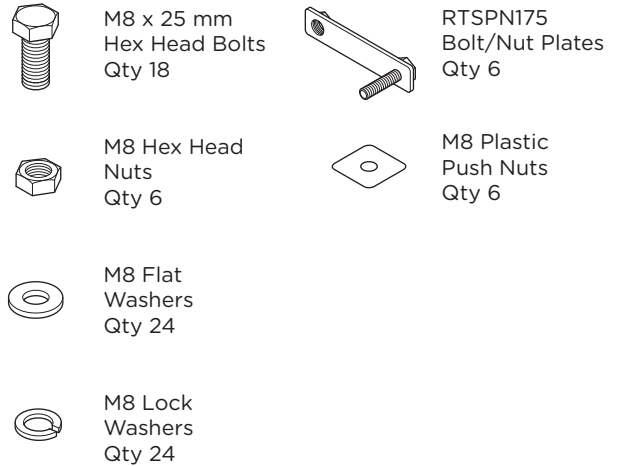 M8 x 25 mm
Hex Head Bolts
Qty 18
M8 Hex Head
Nuts
Qty 6
M8 Flat
Washers
Qty 24
M8 Lock
Washers
Qty 24
RTSPN175
Bolt/Nut Plates
Qty 6
M8 Plastic
Push Nuts
Qty 6